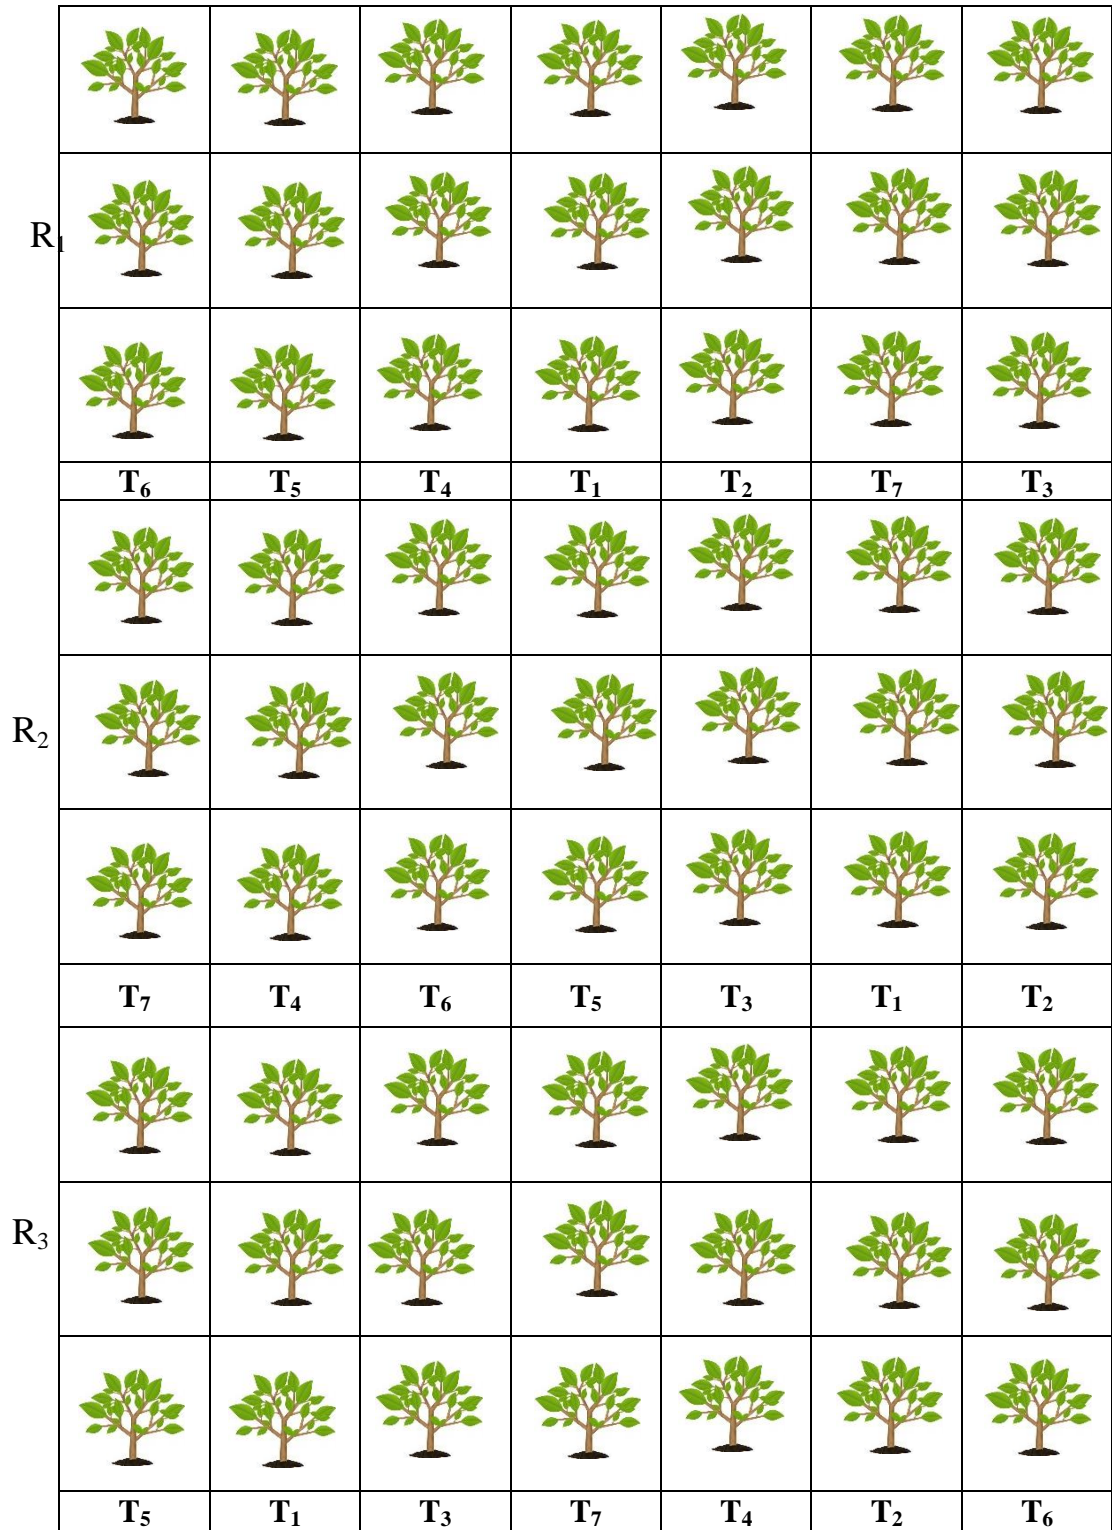 R₁
T₆ T₅ T₄ T₁ T₂ T₇ T₃
R₂
T₇ T₄ T₆ T₅ T₃ T₁ T₂
R₃
T₅ T₁ T₃ T₇ T₄ T₂ T₆